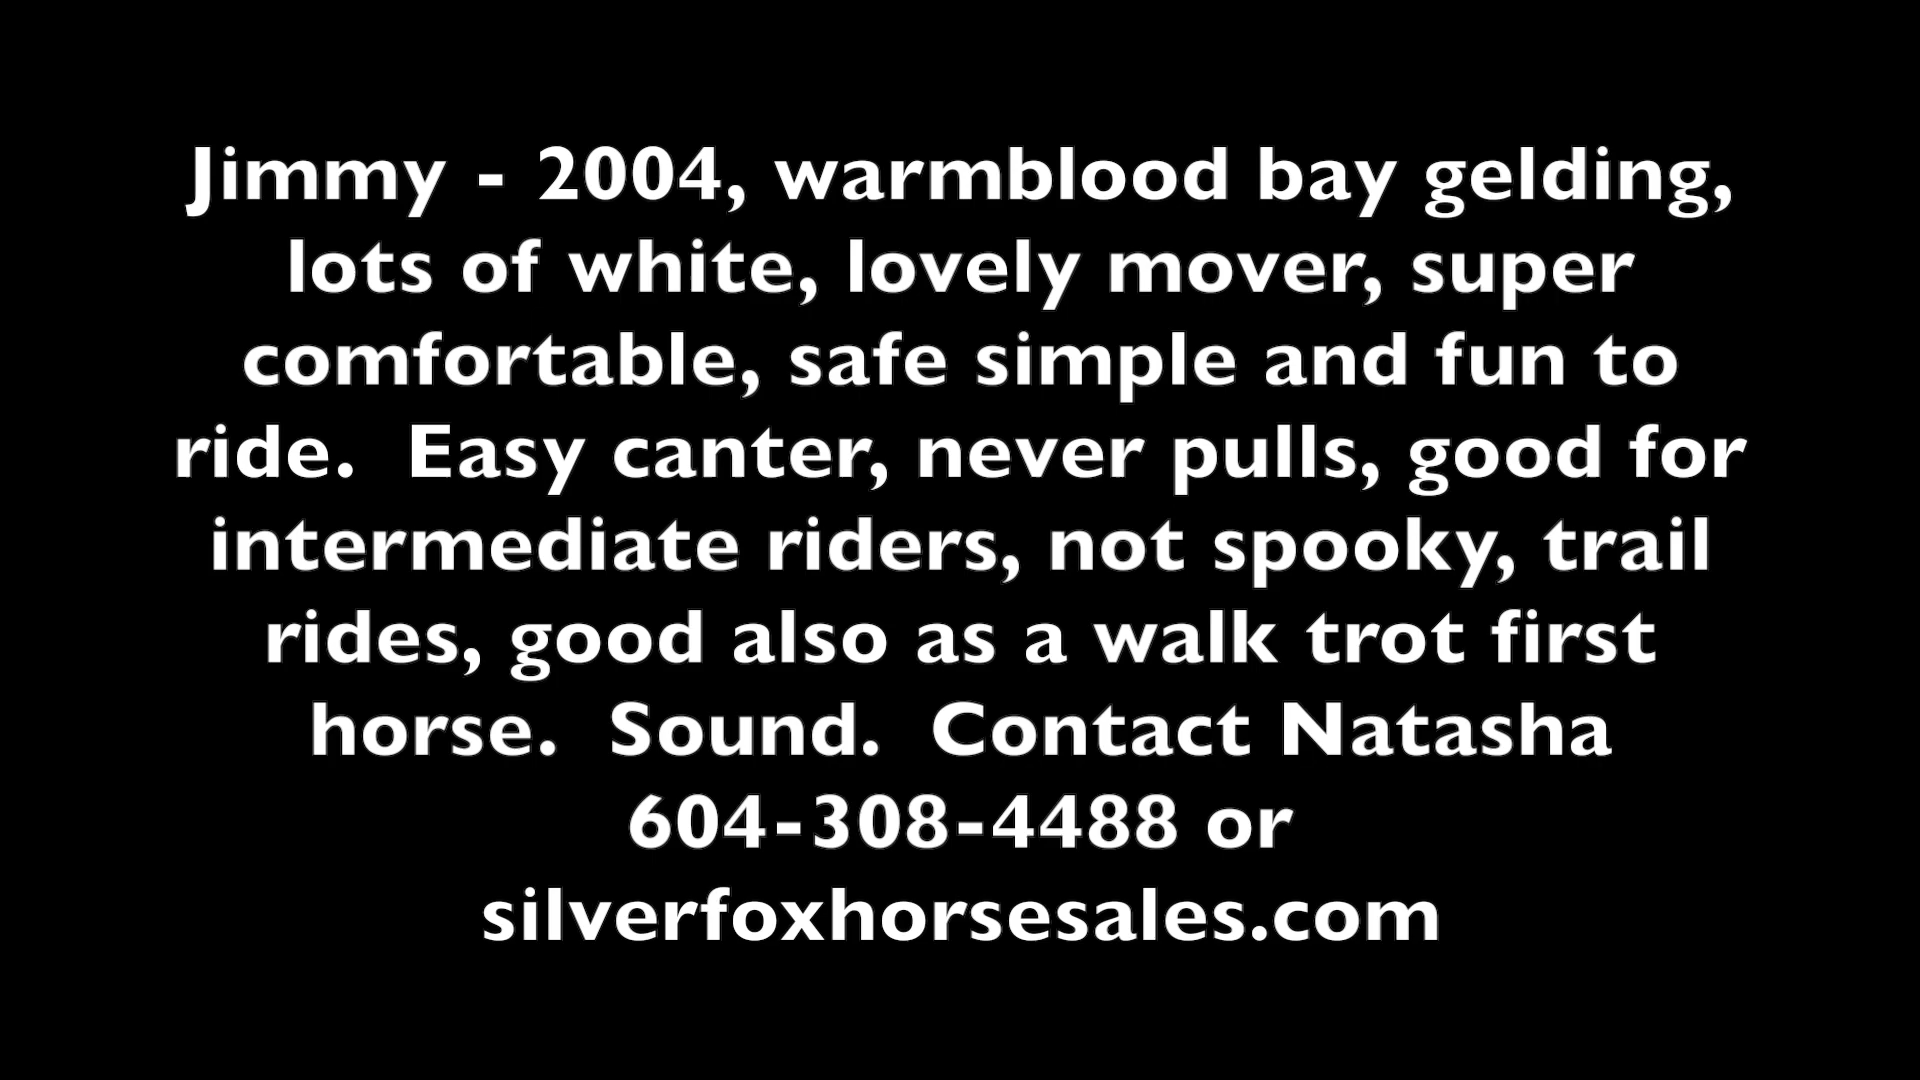 Jimmy - 2004, warmblood bay gelding,
lots of white, lovely mover, super
comfortable, safe simple and fun to
ride.  Easy canter, never pulls, good for
intermediate riders, not spooky, trail
rides, good also as a walk trot first
horse.  Sound.  Contact Natasha
604-308-4488 or
silverfoxhorsesales.com